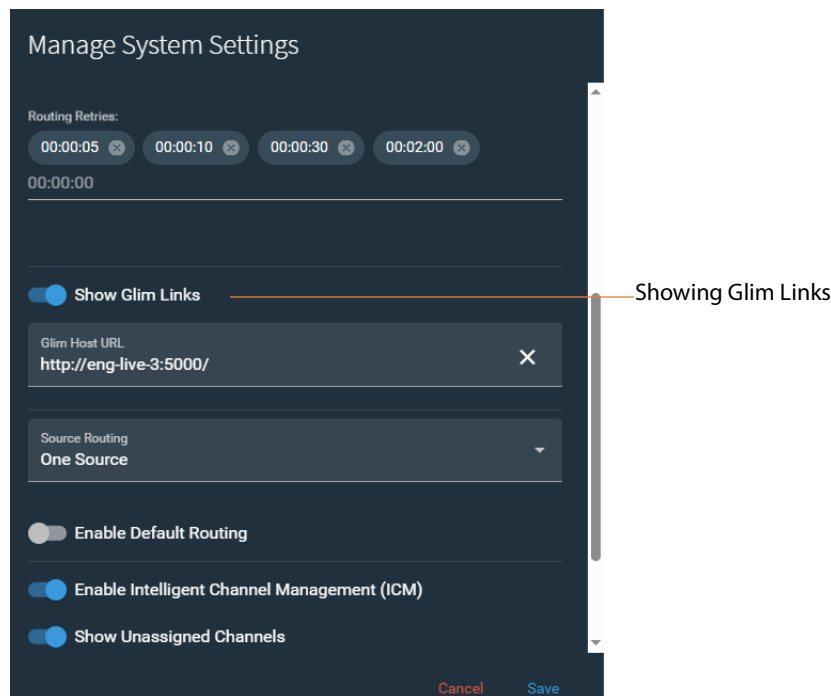 Manage System Settings
Routing Retries:
00:00:05 00:00:10 00:00:30 00:02:00
00:00:00
Show Glim Links
Showing Glim Links
Glim Host URL
http://eng-live-3:5000/
Source Routing
One Source
Enable Default Routing
Enable Intelligent Channel Management (ICM)
Show Unassigned Channels
Cancel Save